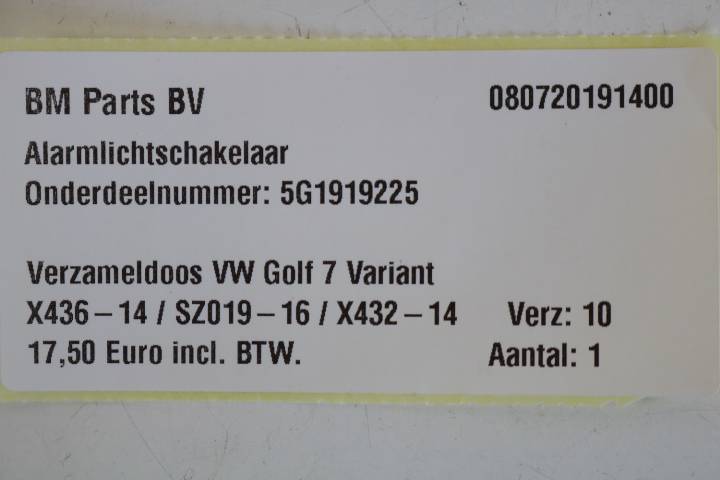 BM Parts BV 080720191400
Alarmlichtschakelaar
Onderdeelnummer: 5G1919225
Verzameldoos VW Golf 7 Variant
X436-14 / SZ019-16 / X432-14 Verz: 10
17,50 Euro incl. BTW. Aantal: 1